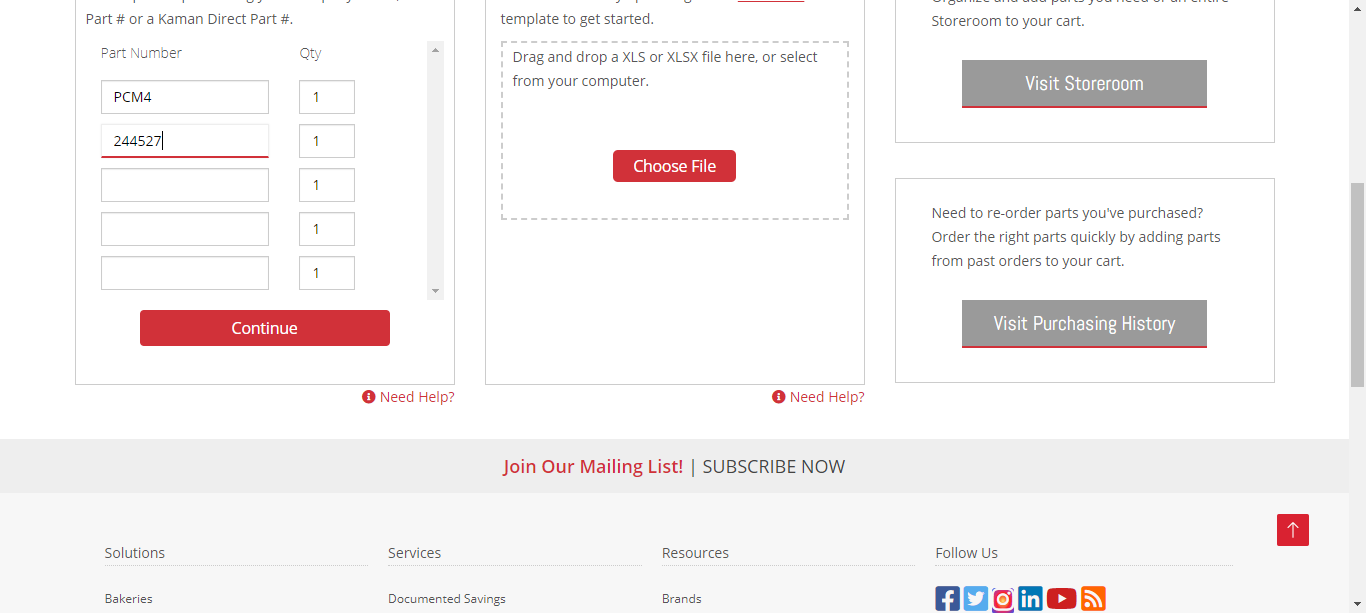 Part # or a Kaman Direct Part #.
Part Number Qty
PCM4 1
244527 1
1
1
1
Continue
Need Help?
template to get started.
Drag and drop a XLS or XLSX file here, or select
from your computer.
Choose File
Need Help?
Storeroom to your cart.
Visit Storeroom
Need to re-order parts you've purchased?
Order the right parts quickly by adding parts
from past orders to your cart.
Visit Purchasing History
Join Our Mailing List! | SUBSCRIBE NOW
Solutions
Bakeries
Services
Documented Savings
Resources
Brands
Follow Us